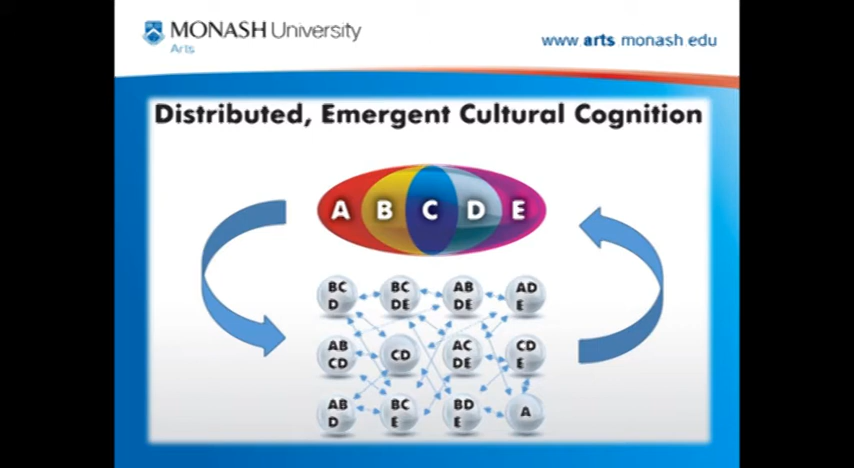 MONASH University
Arts
www arts monash edu
Distributed, Emergent Cultural Cognition
A B C D E
BC
D
BC
DE
AB
DE
AD
E
AB
CD
CD
AC
DE
CD
E
AB
D
BC
E
BD
E
A